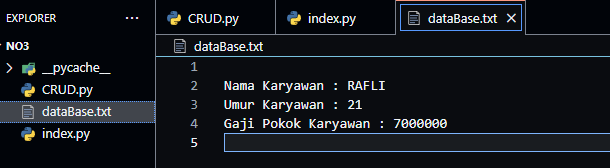 EXPLORER
CRUD.py
index.py
dataBase.txt
NO3
dataBase.txt
__pycache__
CRUD.py
dataBase.txt
index.py
1
2 Nama Karyawan : RAFLI
3 Umur Karyawan : 21
4 Gaji Pokok Karyawan : 7000000
5